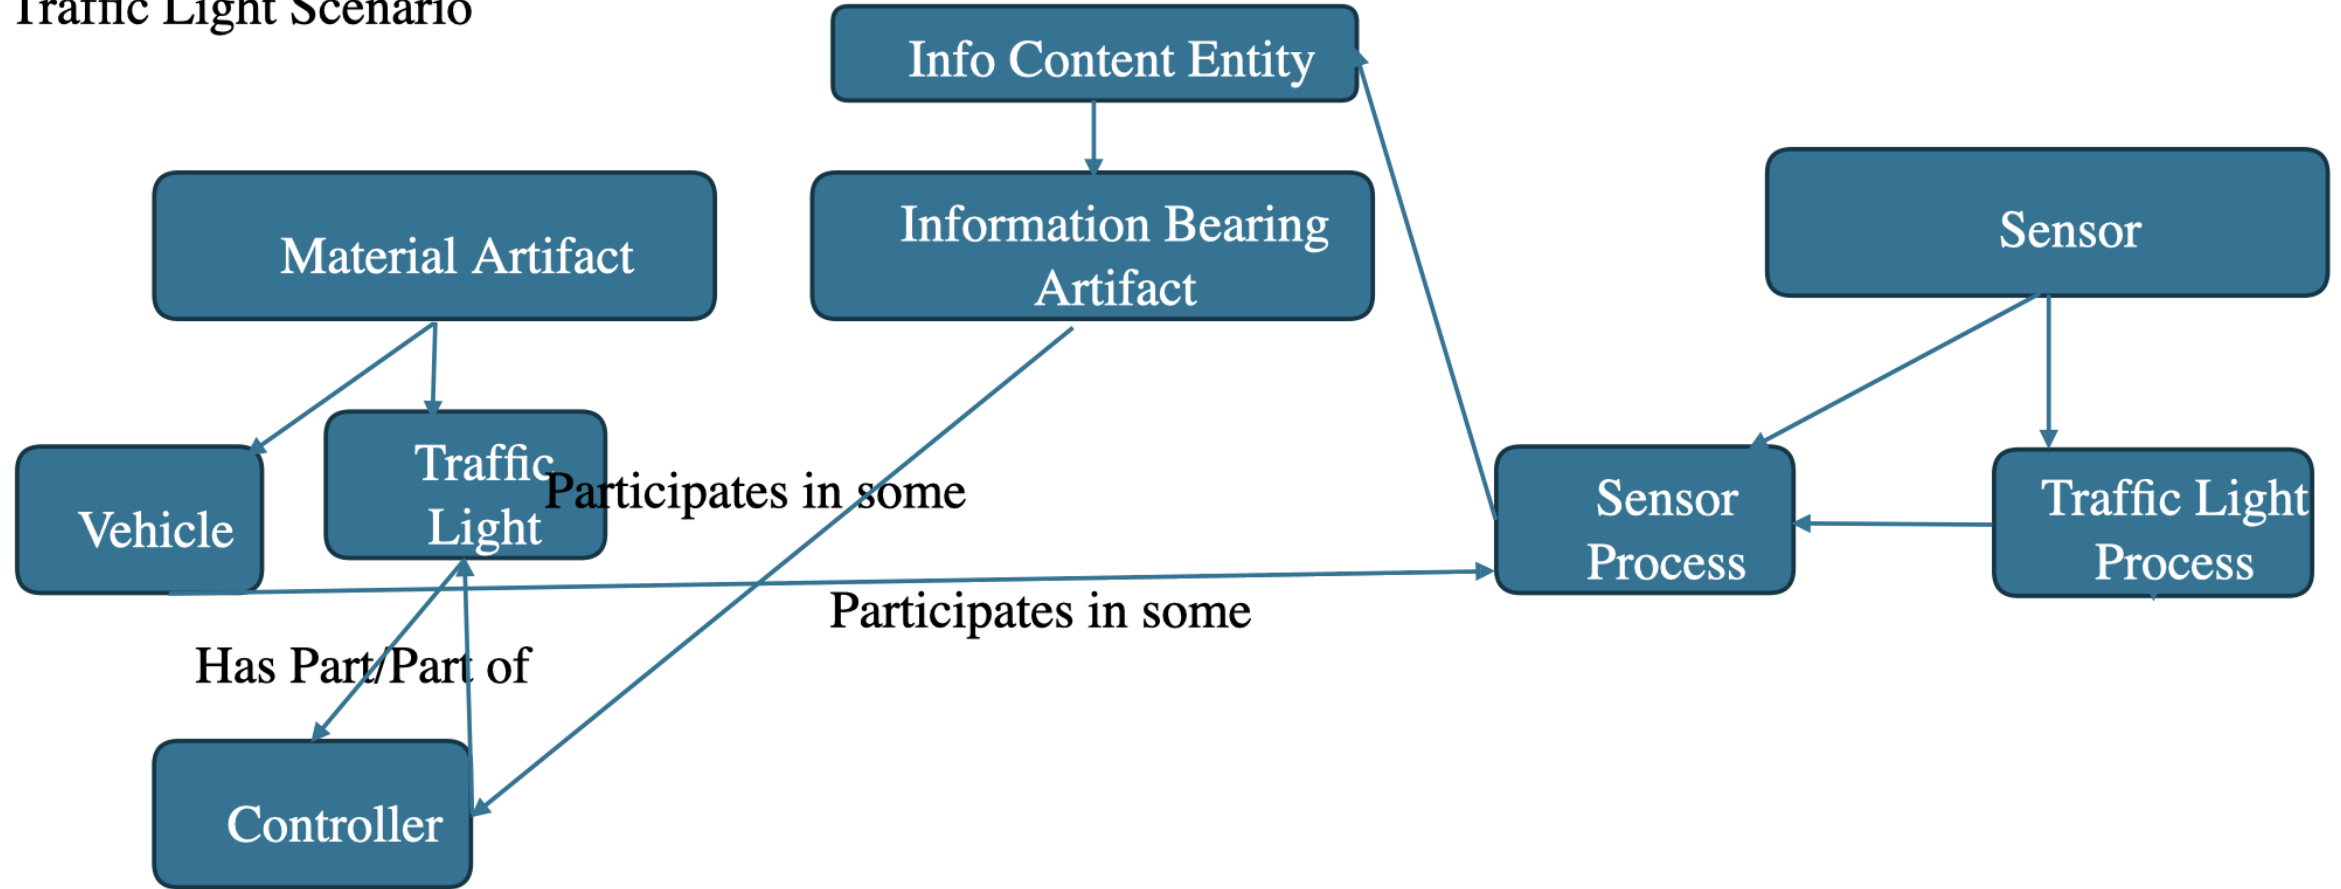 Traffic Light Scenario
Info Content Entity
Material Artifact
Information Bearing
Artifact
Sensor
Vehicle
Traffic
Light
Participates in some
Sensor
Process
Traffic Light
Process
Participates in some
Has Part/Part of
Controller